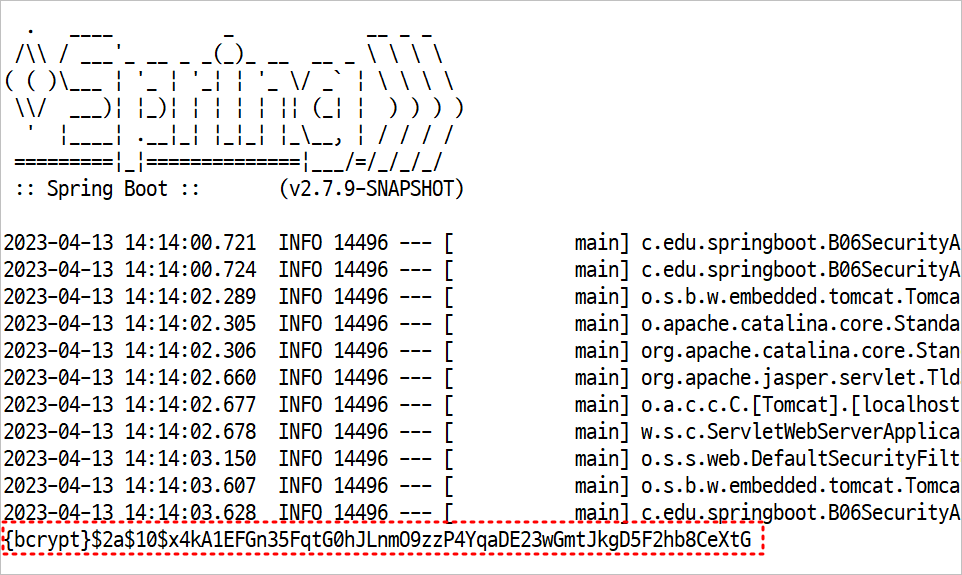 .   ____          _            __ _ _
 /\\ / ___'_ __ _ _(_)_ __  __ _ \ \ \ \
( ( )\___ | '_ | '_| | '_ \/ _` | \ \ \ \
 \\/  ___)| |_)| | | | | || (_| |  ) ) ) )
  '  |____| .__|_| |_|_| |_\__, | / / / /
 =========|_|==============|___/=/_/_/_/
 :: Spring Boot ::       (v2.7.9-SNAPSHOT)
2023-04-13 14:14:00.721  INFO 14496 --- [           main] c.edu.springboot.B06SecurityA
2023-04-13 14:14:00.724  INFO 14496 --- [           main] c.edu.springboot.B06SecurityA
2023-04-13 14:14:02.289  INFO 14496 --- [           main] o.s.b.w.embedded.tomcat.Tomca
2023-04-13 14:14:02.305  INFO 14496 --- [           main] o.apache.catalina.core.Standa
2023-04-13 14:14:02.306  INFO 14496 --- [           main] org.apache.catalina.core.Stan
2023-04-13 14:14:02.660  INFO 14496 --- [           main] org.apache.jasper.servlet.Tld
2023-04-13 14:14:02.677  INFO 14496 --- [           main] o.a.c.c.C.[Tomcat].[localhost
2023-04-13 14:14:02.678  INFO 14496 --- [           main] w.s.c.ServletWebServerApplica
2023-04-13 14:14:03.150  INFO 14496 --- [           main] o.s.s.web.DefaultSecurityFilt
2023-04-13 14:14:03.607  INFO 14496 --- [           main] o.s.b.w.embedded.tomcat.Tomca
2023-04-13 14:14:03.628  INFO 14496 --- [           main] c.edu.springboot.B06SecurityA
{bcrypt}$2a$10$x4kA1EFGn35FqtG0hJLnmO9zzP4YqaDE23wGmtJkgD5F2hb8CeXtG